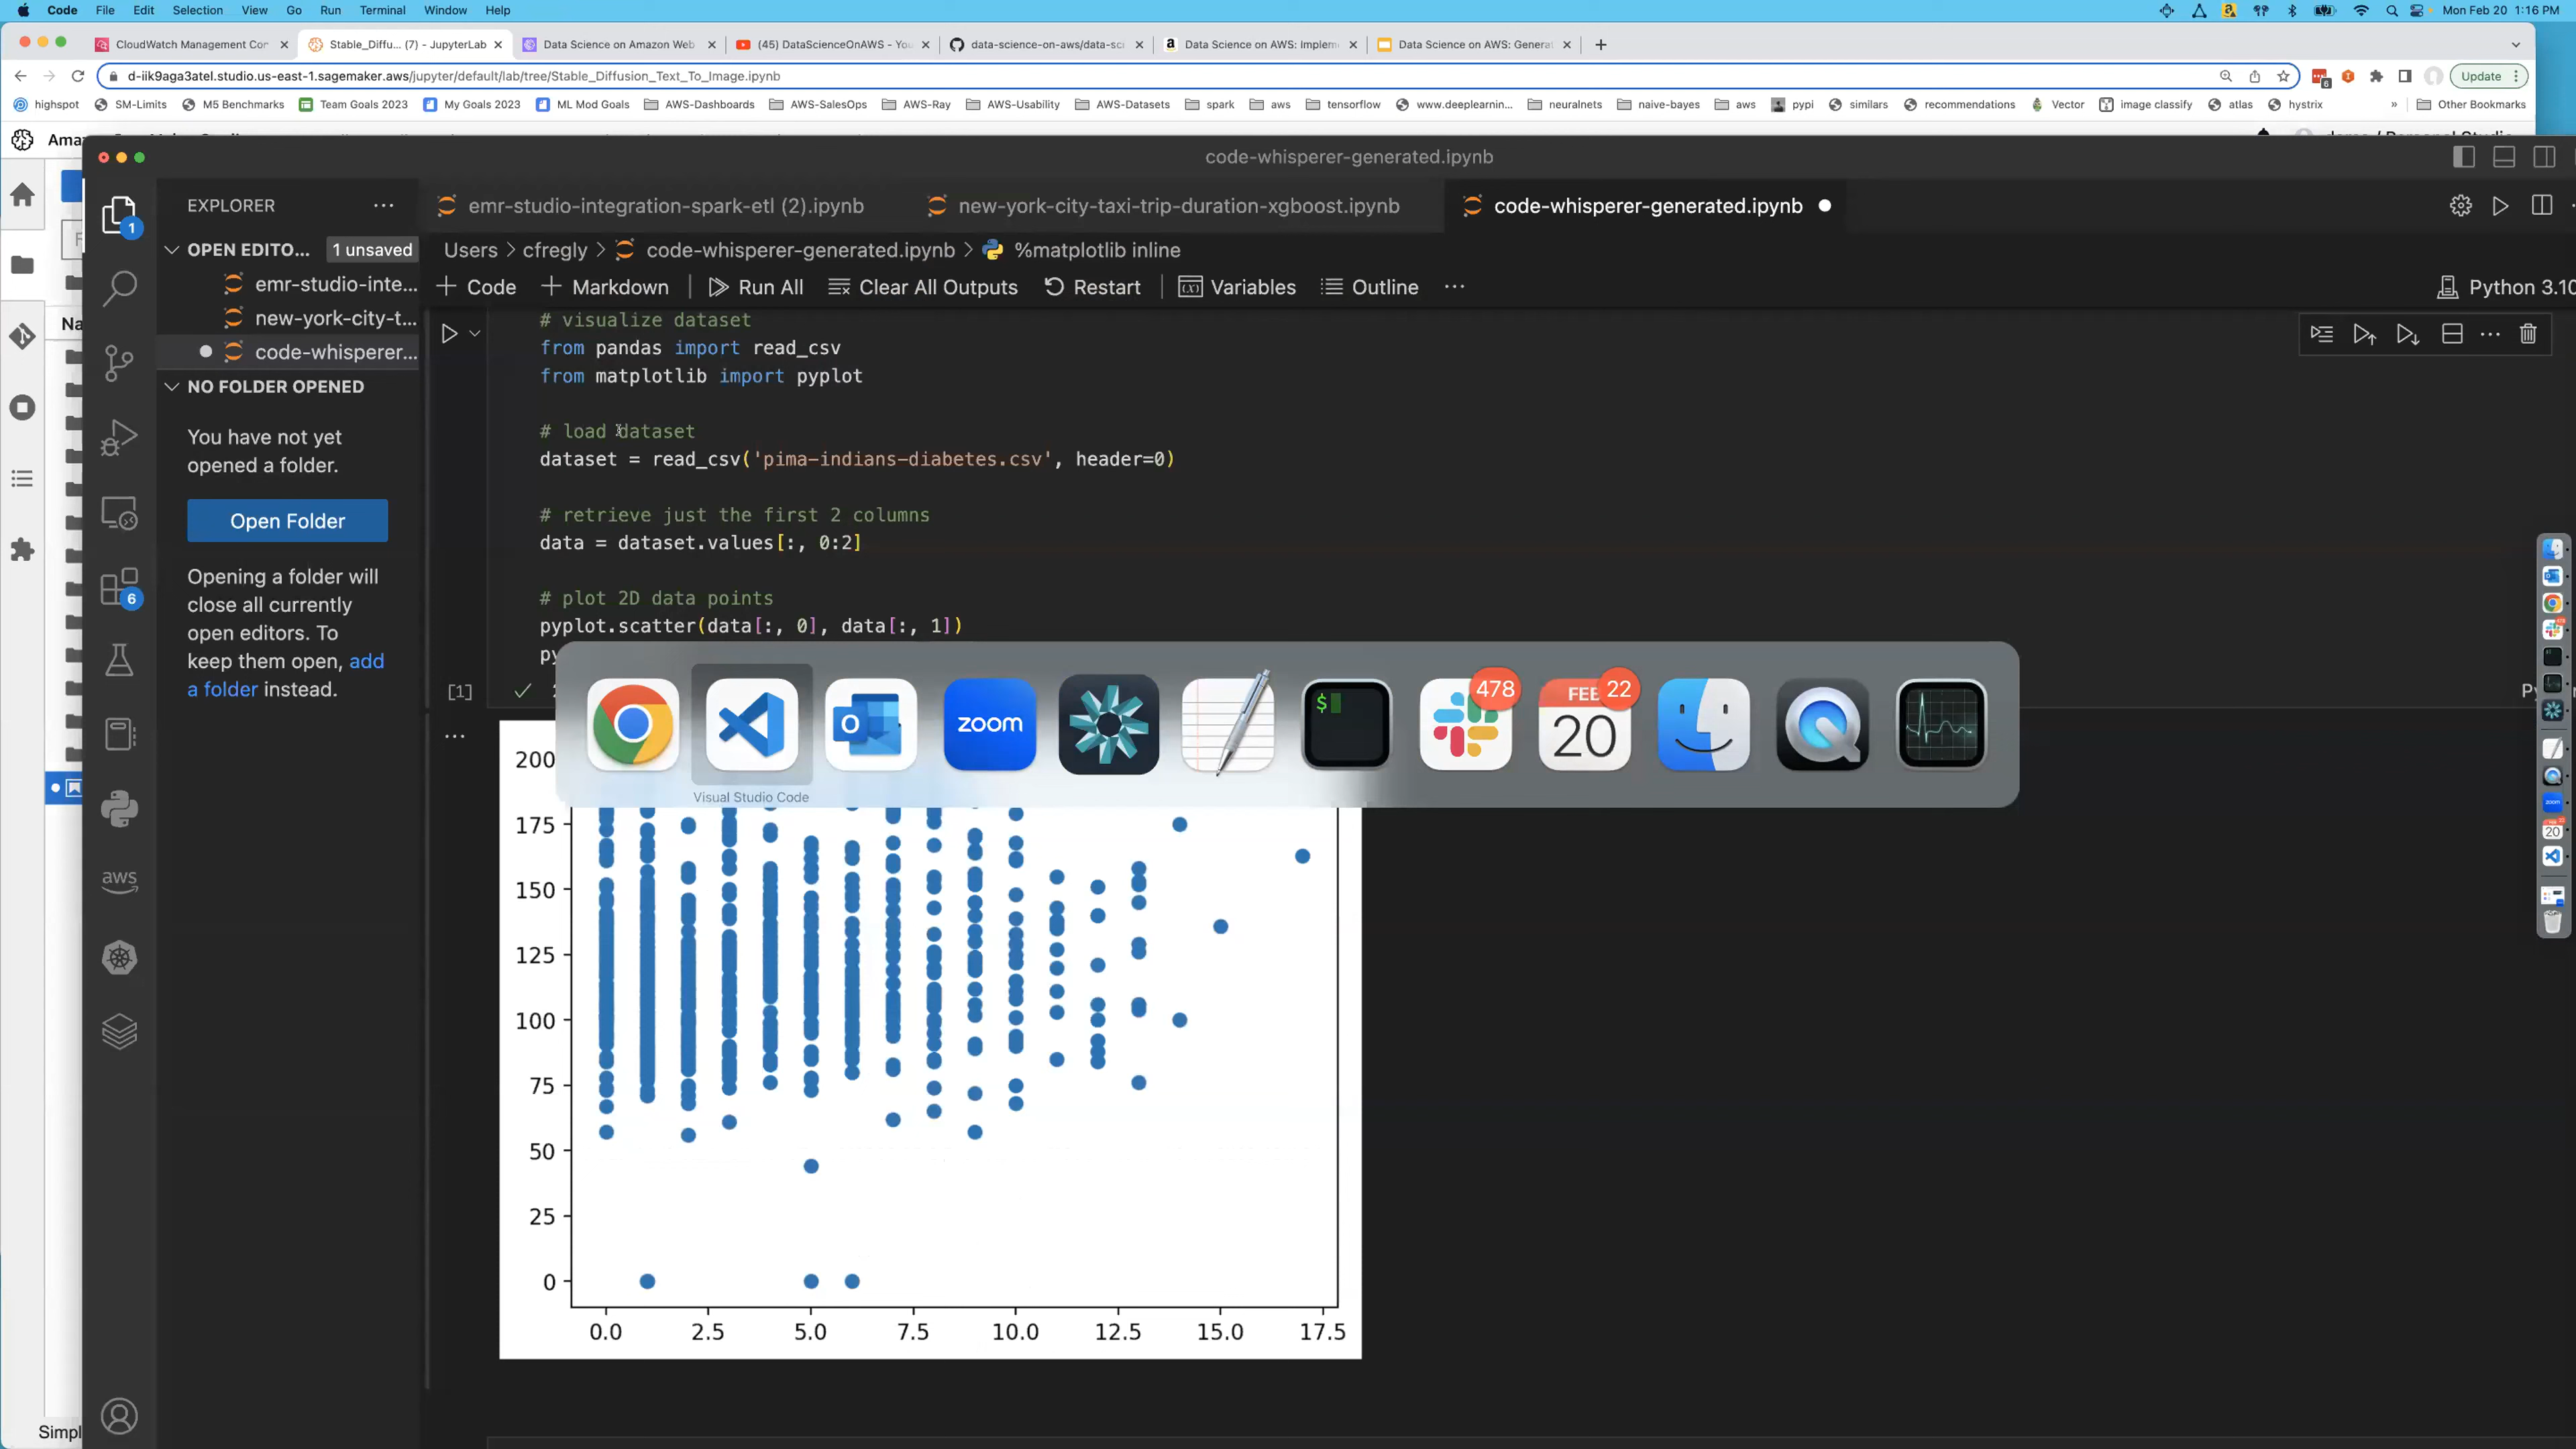 Code File Edit Selection View Go Run Terminal Window Help
Mon Feb 20 1:16 PM
CloudWatch Management Con
Stable_Diffu... (7) - JupyterLab
Data Science on Amazon Web
(45) DataScienceOnAWS - You
data-science-on-aws/data-sci
Data Science on AWS: Implem
Data Science on AWS: Generat
d-iik9aga3atel.studio.us-east-1.sagemaker.aws/jupyter/default/lab/tree/Stable_Diffusion_Text_To_Image.ipynb
Update
highspot SM-Limits M5 Benchmarks Team Goals 2023 My Goals 2023 ML Mod Goals AWS-Dashboards AWS-SalesOps AWS-Ray AWS-Usability AWS-Datasets spark aws tensorflow www.deeplearnin... neuralnets naive-bayes aws pypi similars recommendations Vector image classify atlas hystrix » Other Bookmarks
Ama
code-whisperer-generated.ipynb
EXPLORER
emr-studio-integration-spark-etl (2).ipynb
new-york-city-taxi-trip-duration-xgboost.ipynb
code-whisperer-generated.ipynb
1
OPEN EDITO... 1 unsaved
Users > cfregly > code-whisperer-generated.ipynb > %matplotlib inline
emr-studio-inte...
new-york-city-t...
code-whisperer...
Code Markdown Run All Clear All Outputs Restart Variables Outline ...
Python 3.10
NO FOLDER OPENED
You have not yet
opened a folder.
Open Folder
Opening a folder will
close all currently
open editors. To
keep them open, add
a folder instead.
6
aws
Na
Simpl
# visualize dataset
from pandas import read_csv
from matplotlib import pyplot
# load dataset
dataset = read_csv('pima-indians-diabetes.csv', header=0)
# retrieve just the first 2 columns
data = dataset.values[:, 0:2]
# plot 2D data points
pyplot.scatter(data[:, 0], data[:, 1])
py
[1]
zoom
$
478
FEB
22
20
Visual Studio Code
200
175
150
125
100
75
50
25
0
0.0 2.5 5.0 7.5 10.0 12.5 15.0 17.5